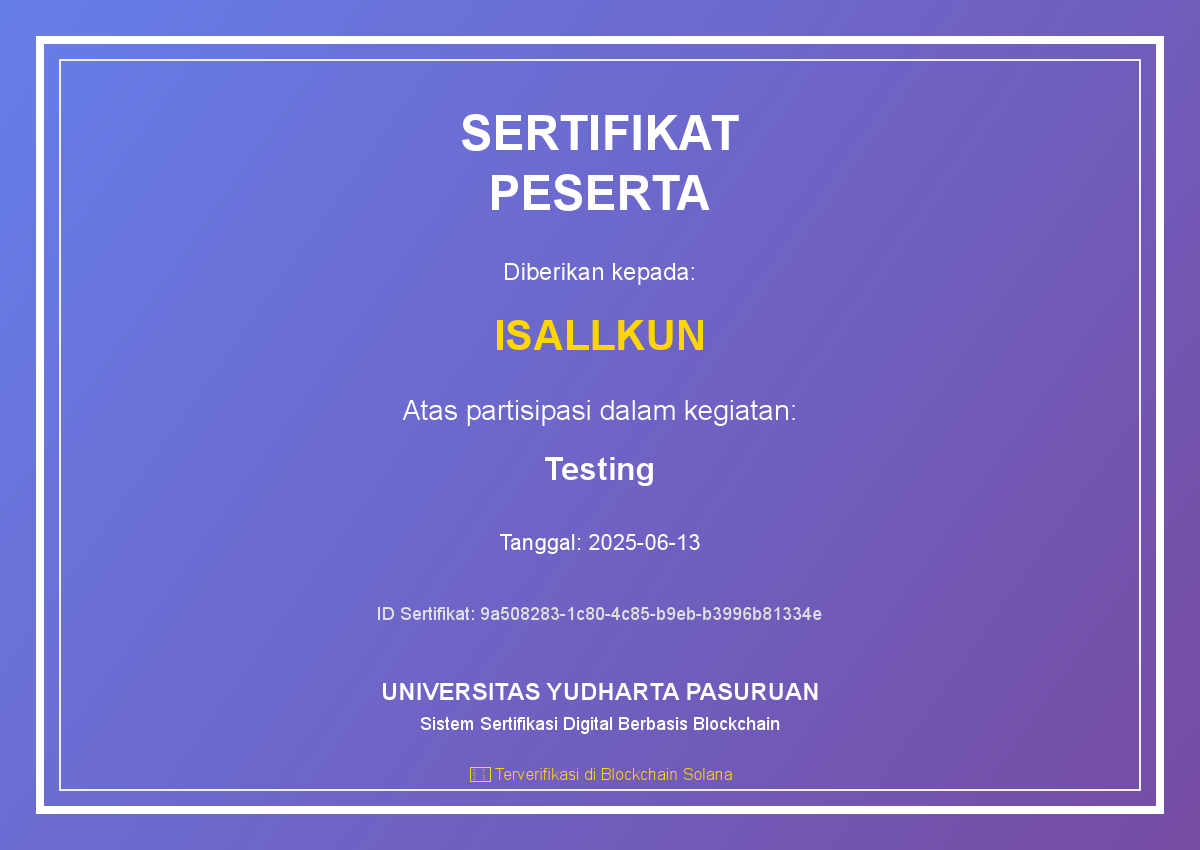 SERTIFIKAT
PESERTA
Diberikan kepada:
ISALLKUN
Atas partisipasi dalam kegiatan:
Testing
Tanggal: 2025-06-13
ID Sertifikat: 9a508283-1c80-4c85-b9eb-b3996b81334e
UNIVERSITAS YUDHARTA PASURUAN
Sistem Sertifikasi Digital Berbasis Blockchain
Terverifikasi di Blockchain Solana